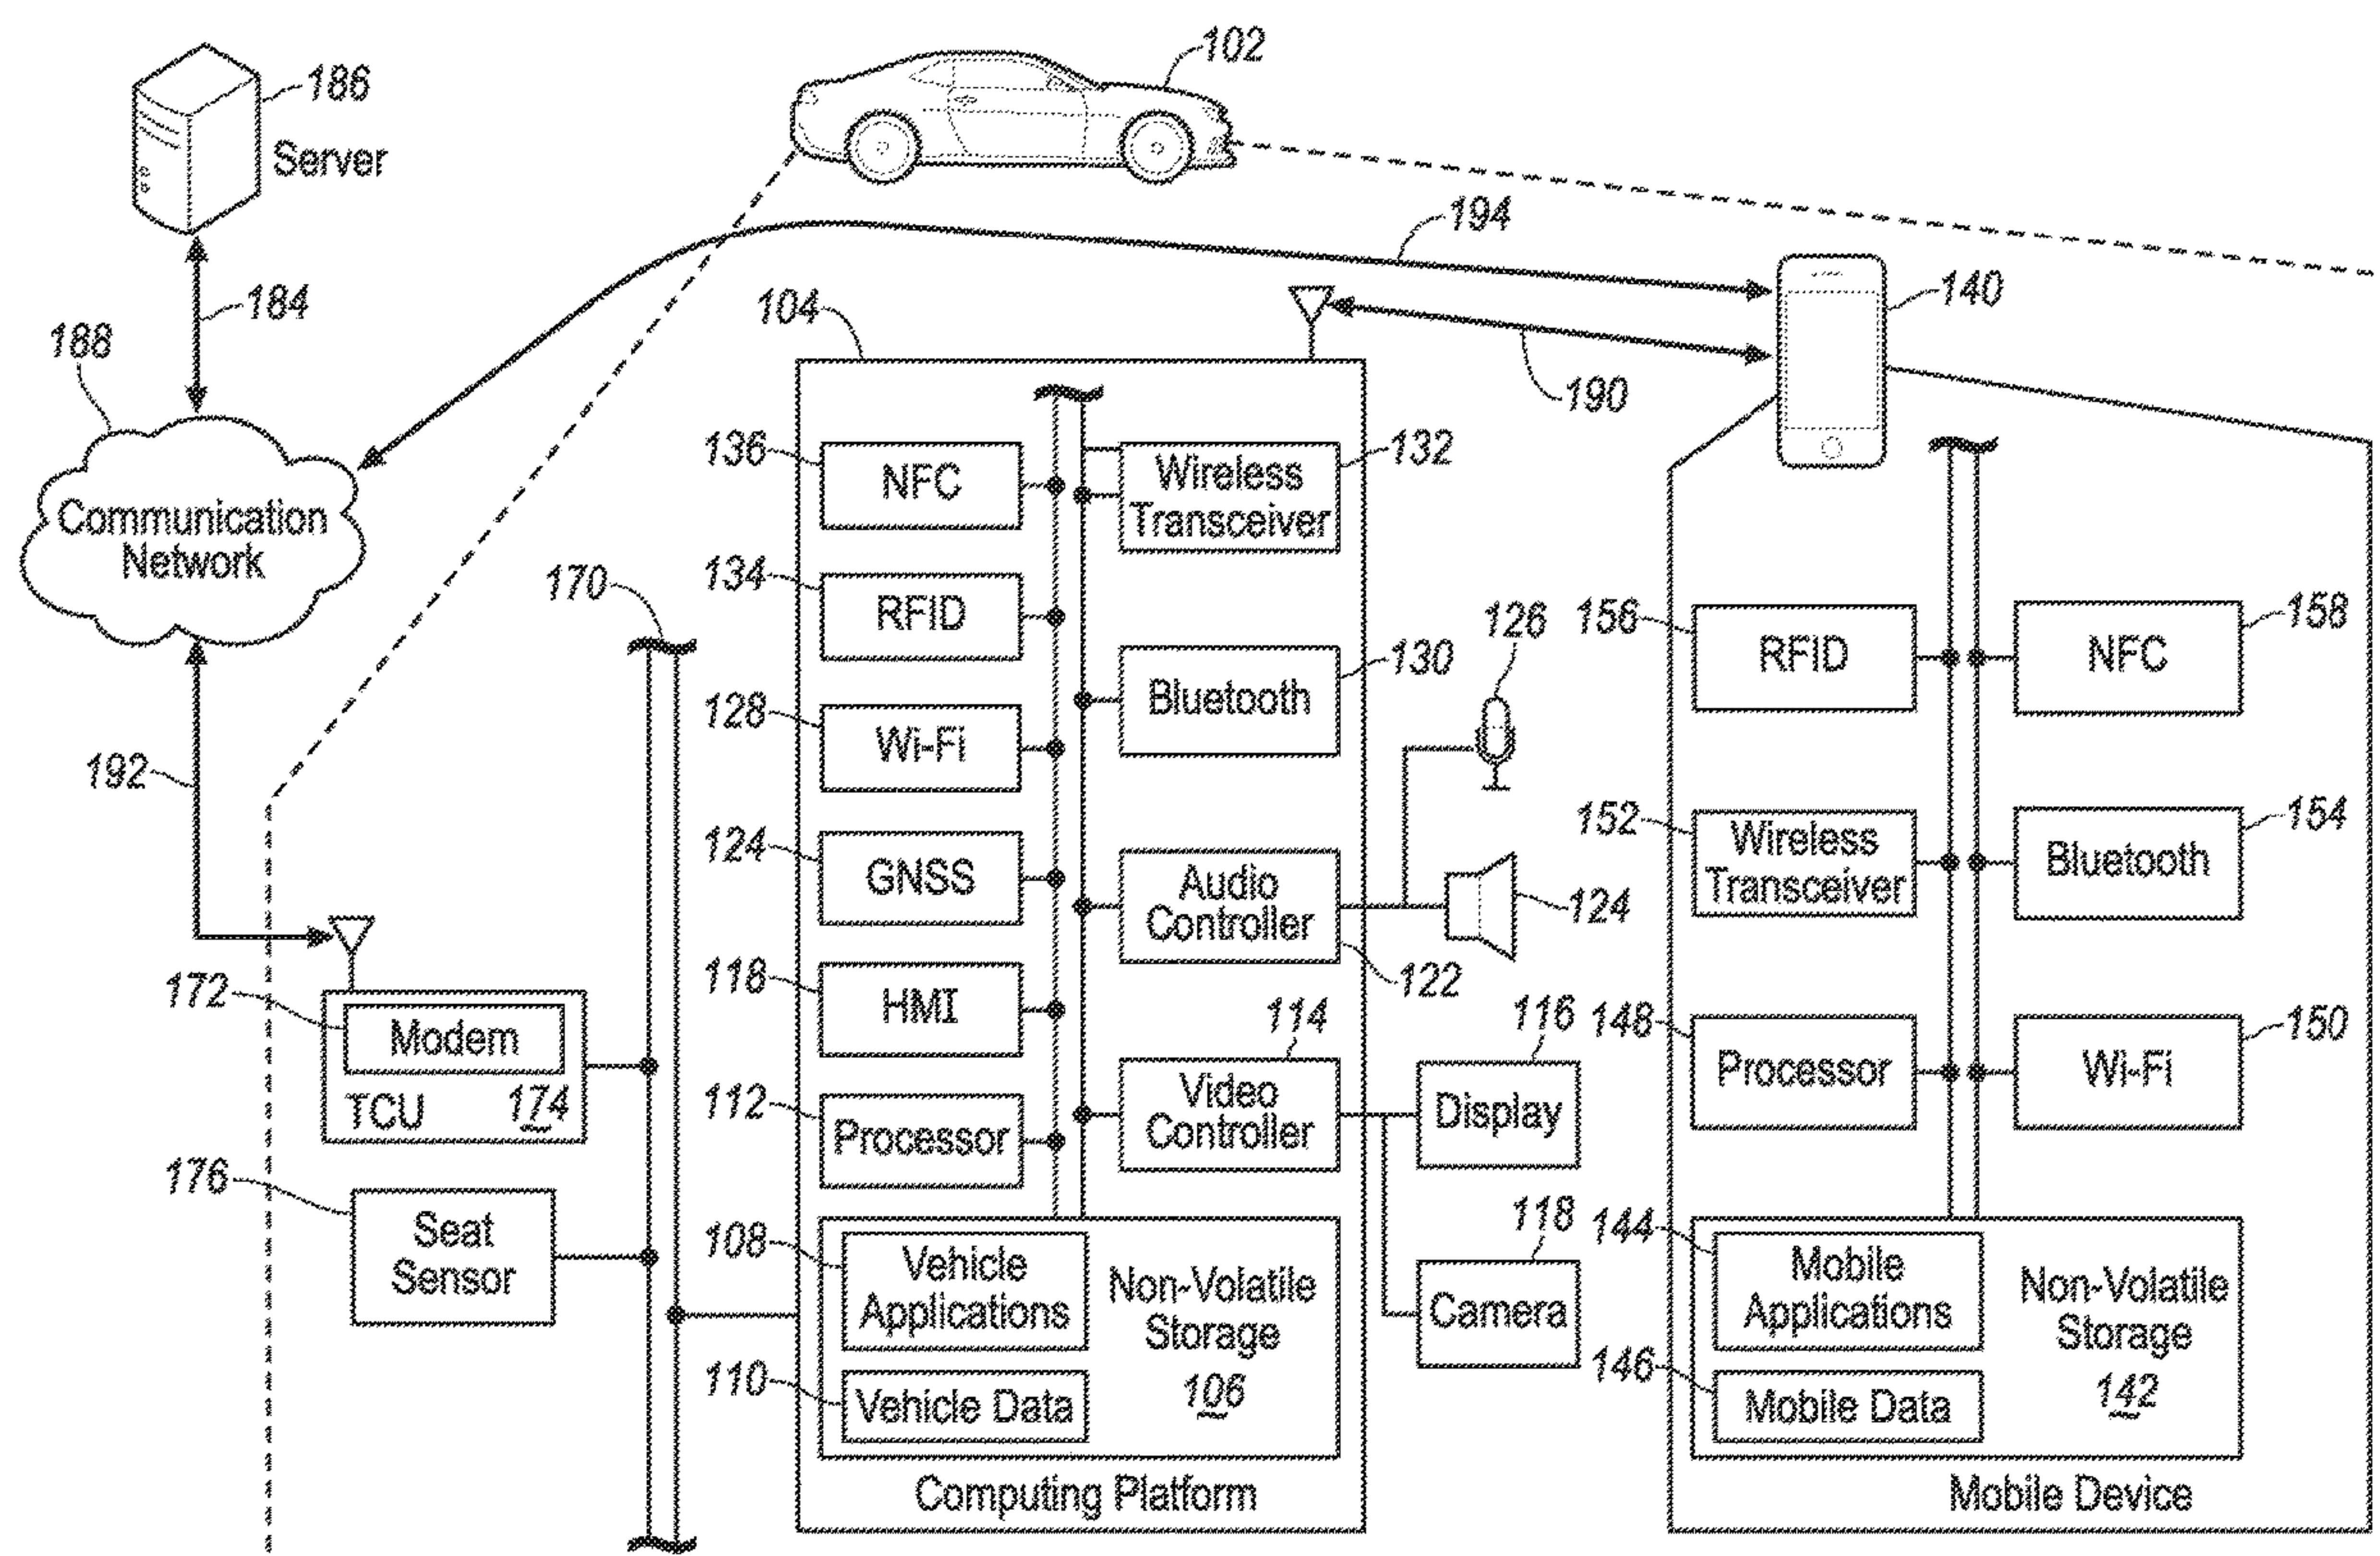 102
186
Server
194
184
140
104
188
190
136
NFC
Wireless
Transceiver
132
Communication
Network
170
134
RFID
126
156
RFID
NFC
158
130
Bluetooth
128
Wi-Fi
192
124
GNSS
Audio
Controller
124
122
152
Wireless
Transceiver
Bluetooth
154
172
Modem
TCU
174
118
HMI
114
116
148
Processor
Wi-Fi
150
112
Processor
Video
Controller
Display
176
Seat
Sensor
108
Vehicle
Applications
Non-Volatile
Storage
106
118
Camera
144
Mobile
Applications
Non-Volatile
Storage
142
110
Vehicle Data
146
Mobile Data
Computing Platform
Mobile Device